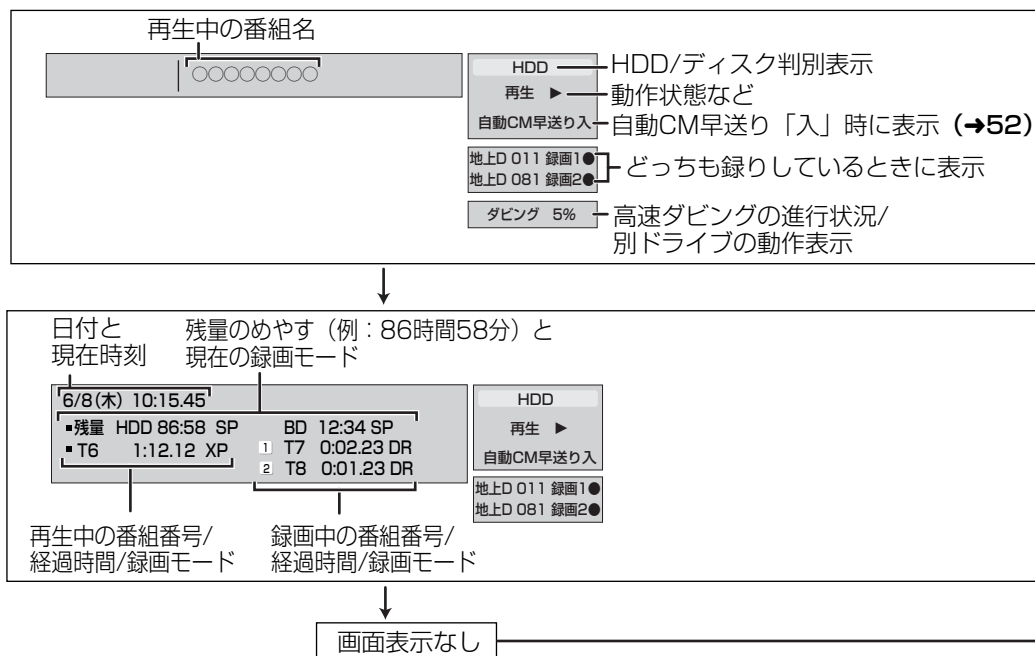 再生中の番組名
○○○○○○○○
HDD
HDD/ディスク判別表示
再生 ▶
動作状態など
自動CM早送り入
自動CM早送り「入」時に表示（➔52）
地上D 011 録画1●
地上D 081 録画2●
どっちも録りしているときに表示
ダビング 5%
高速ダビングの進行状況/
別ドライブの動作表示
日付と
現在時刻
残量のめやす（例：86時間58分）と
現在の録画モード
6/8(木) 10:15.45
■残量 HDD 86:58 SP BD 12:34 SP
■T6 1:12.12 XP 1 T7 0:02.23 DR
2 T8 0:01.23 DR
HDD
再生 ▶
自動CM早送り入
地上D 011 録画1●
地上D 081 録画2●
再生中の番組番号/
経過時間/録画モード
録画中の番組番号/
経過時間/録画モード
画面表示なし